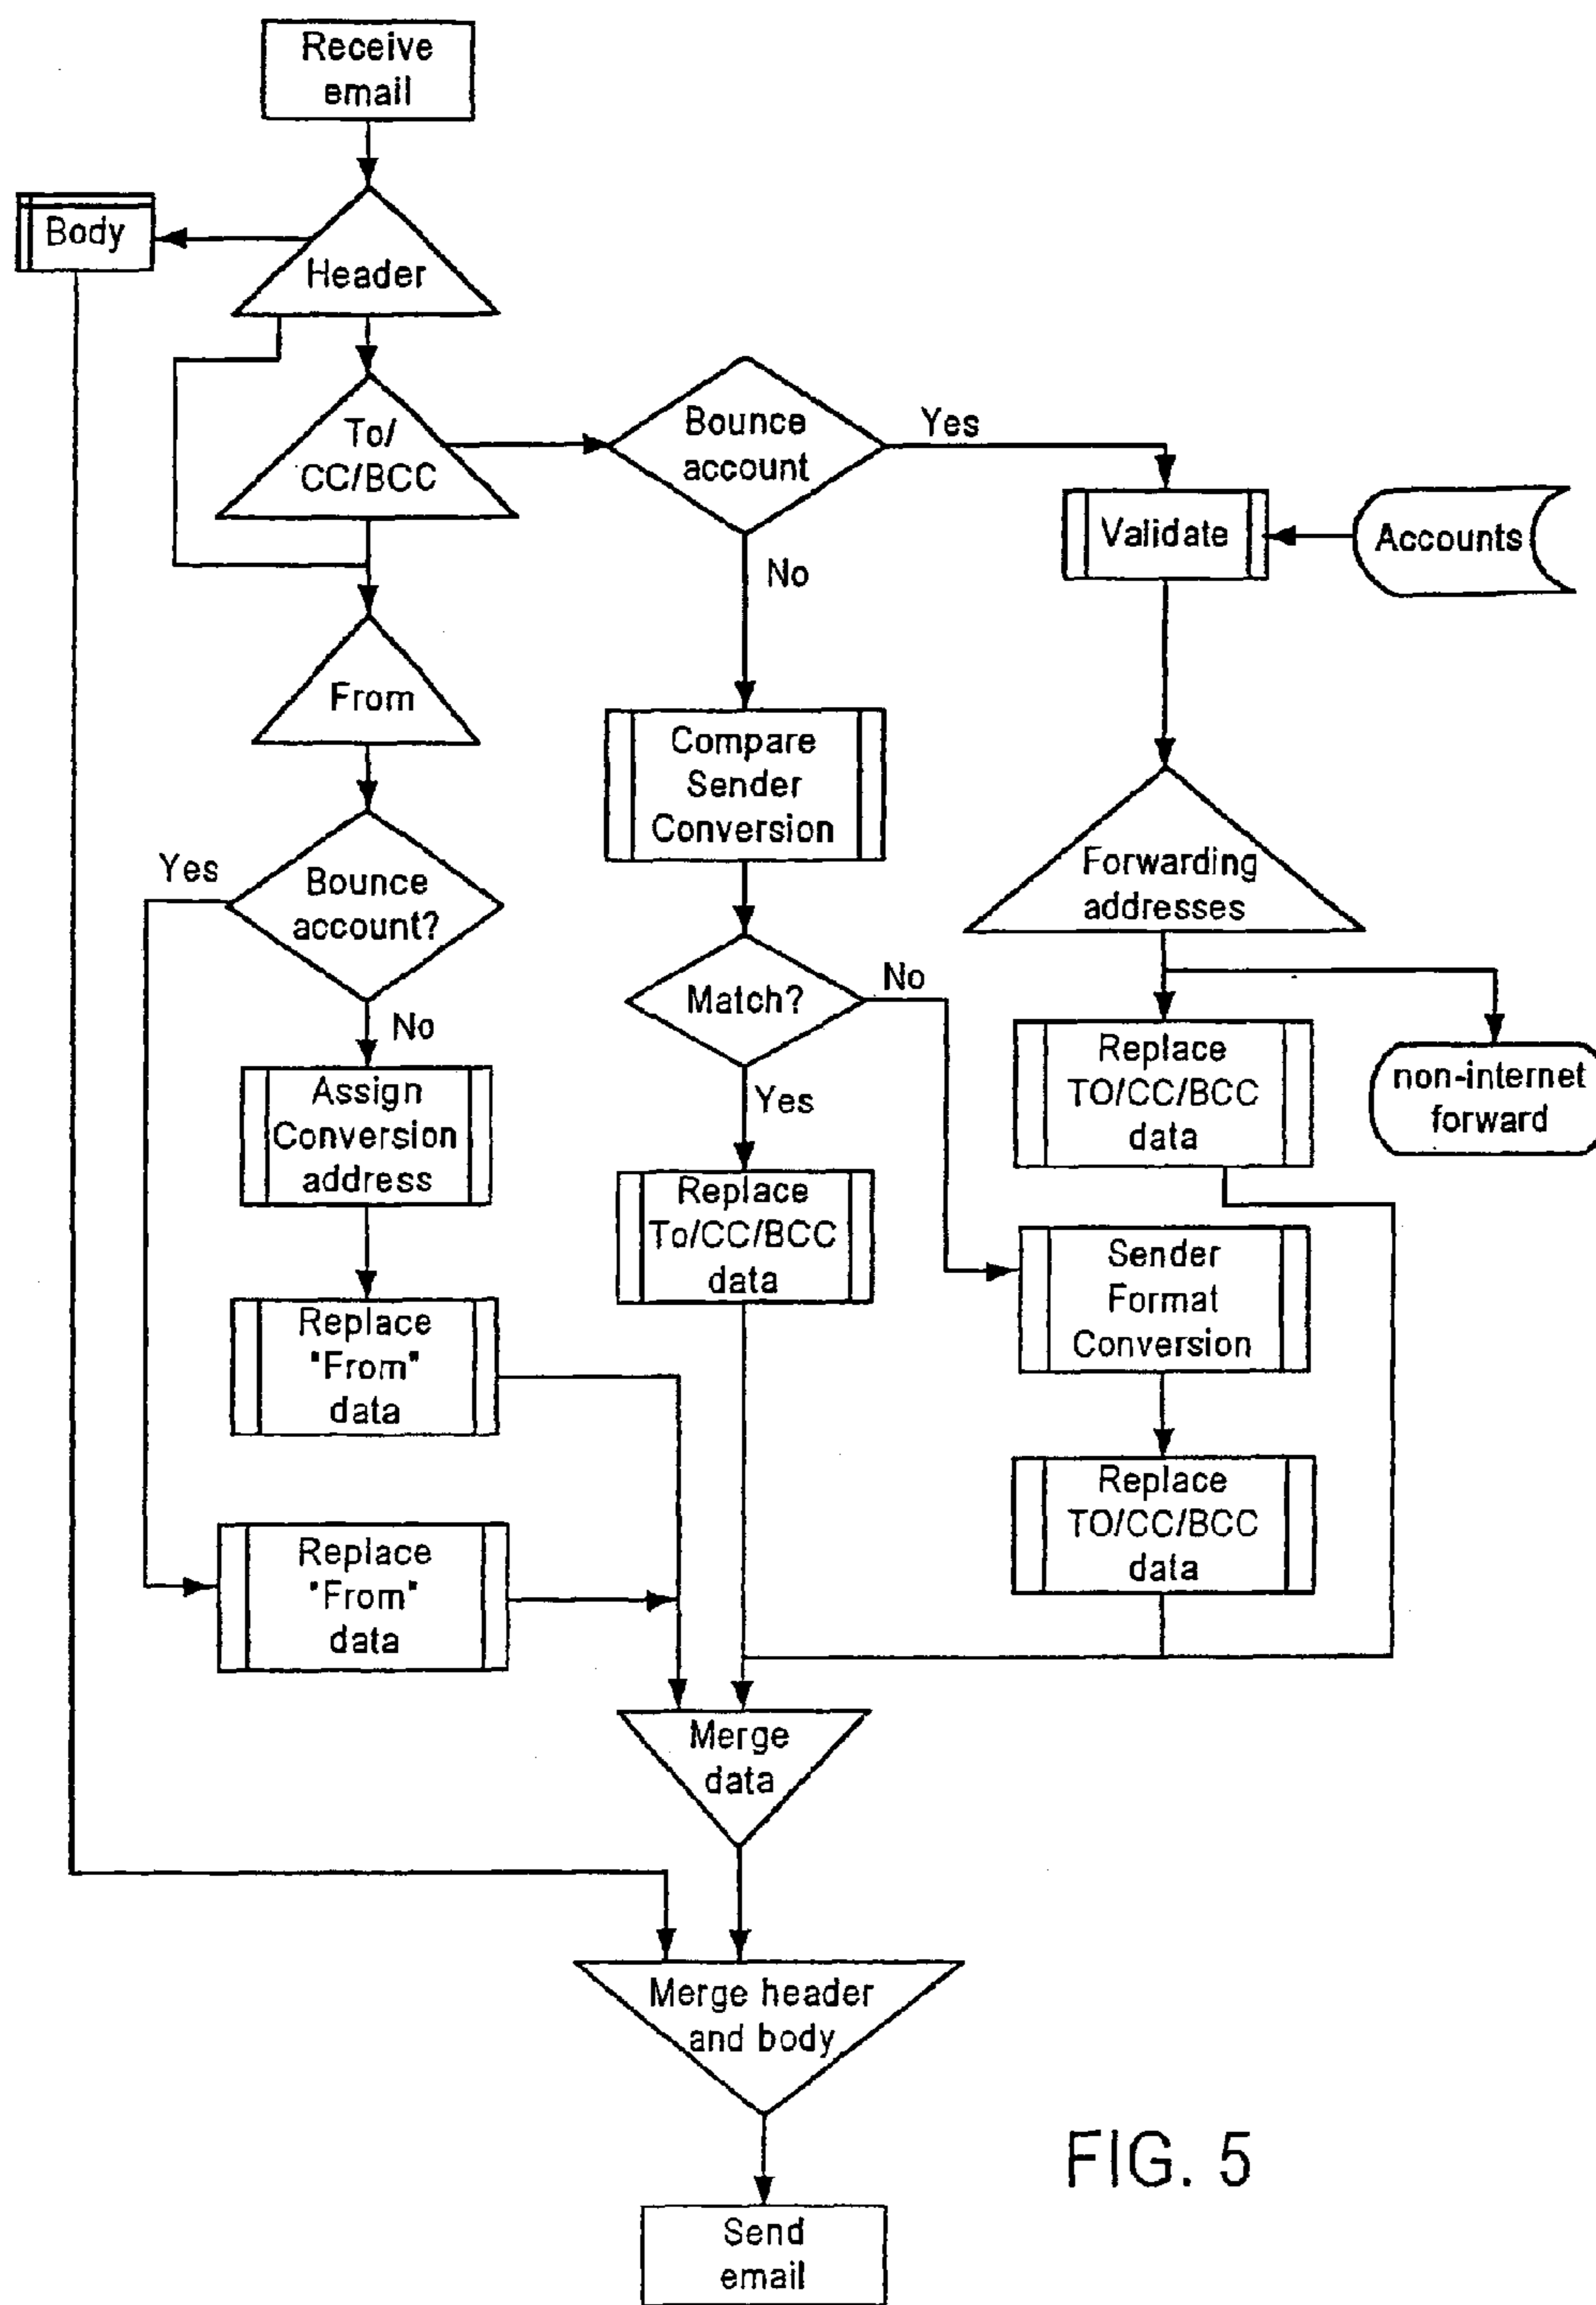 Receive
email
Body
Header
To/
CC/BCC
Bounce
account
Yes
No
Validate
Accounts
From
Compare
Sender
Conversion
Forwarding
addresses
Yes
Bounce
account?
No
Match?
No
Yes
Assign
Conversion
address
Replace
TO/CC/BCC
data
non-internet
forward
Replace
To/CC/BCC
data
Sender
Format
Conversion
Replace
"From"
data
Replace
TO/CC/BCC
data
Replace
"From"
data
Merge
data
Merge header
and body
Send
email
FIG. 5